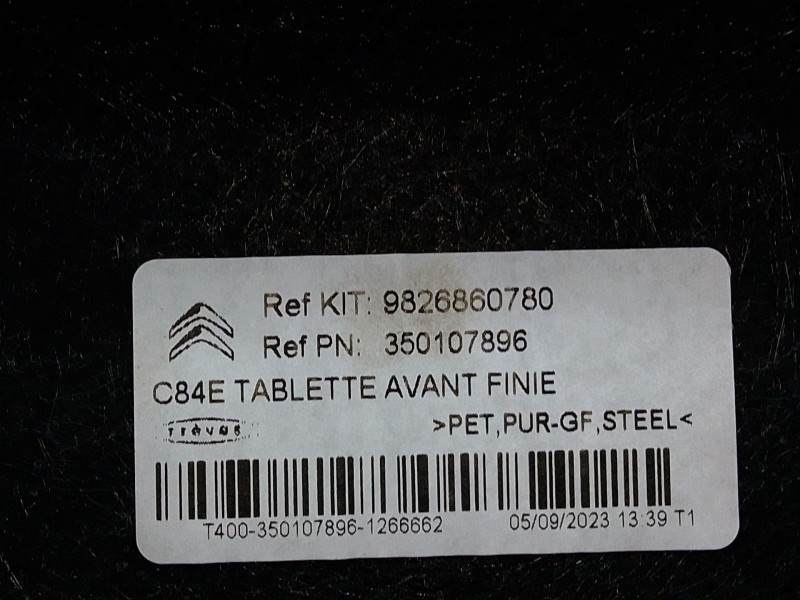 Ref KIT: 9826860780
Ref PN: 350107896
C84E TABLETTE AVANT FINIE
>PET,PUR-GF,STEEL<
T400-350107896-1266662 05/09/2023 13:39 T1